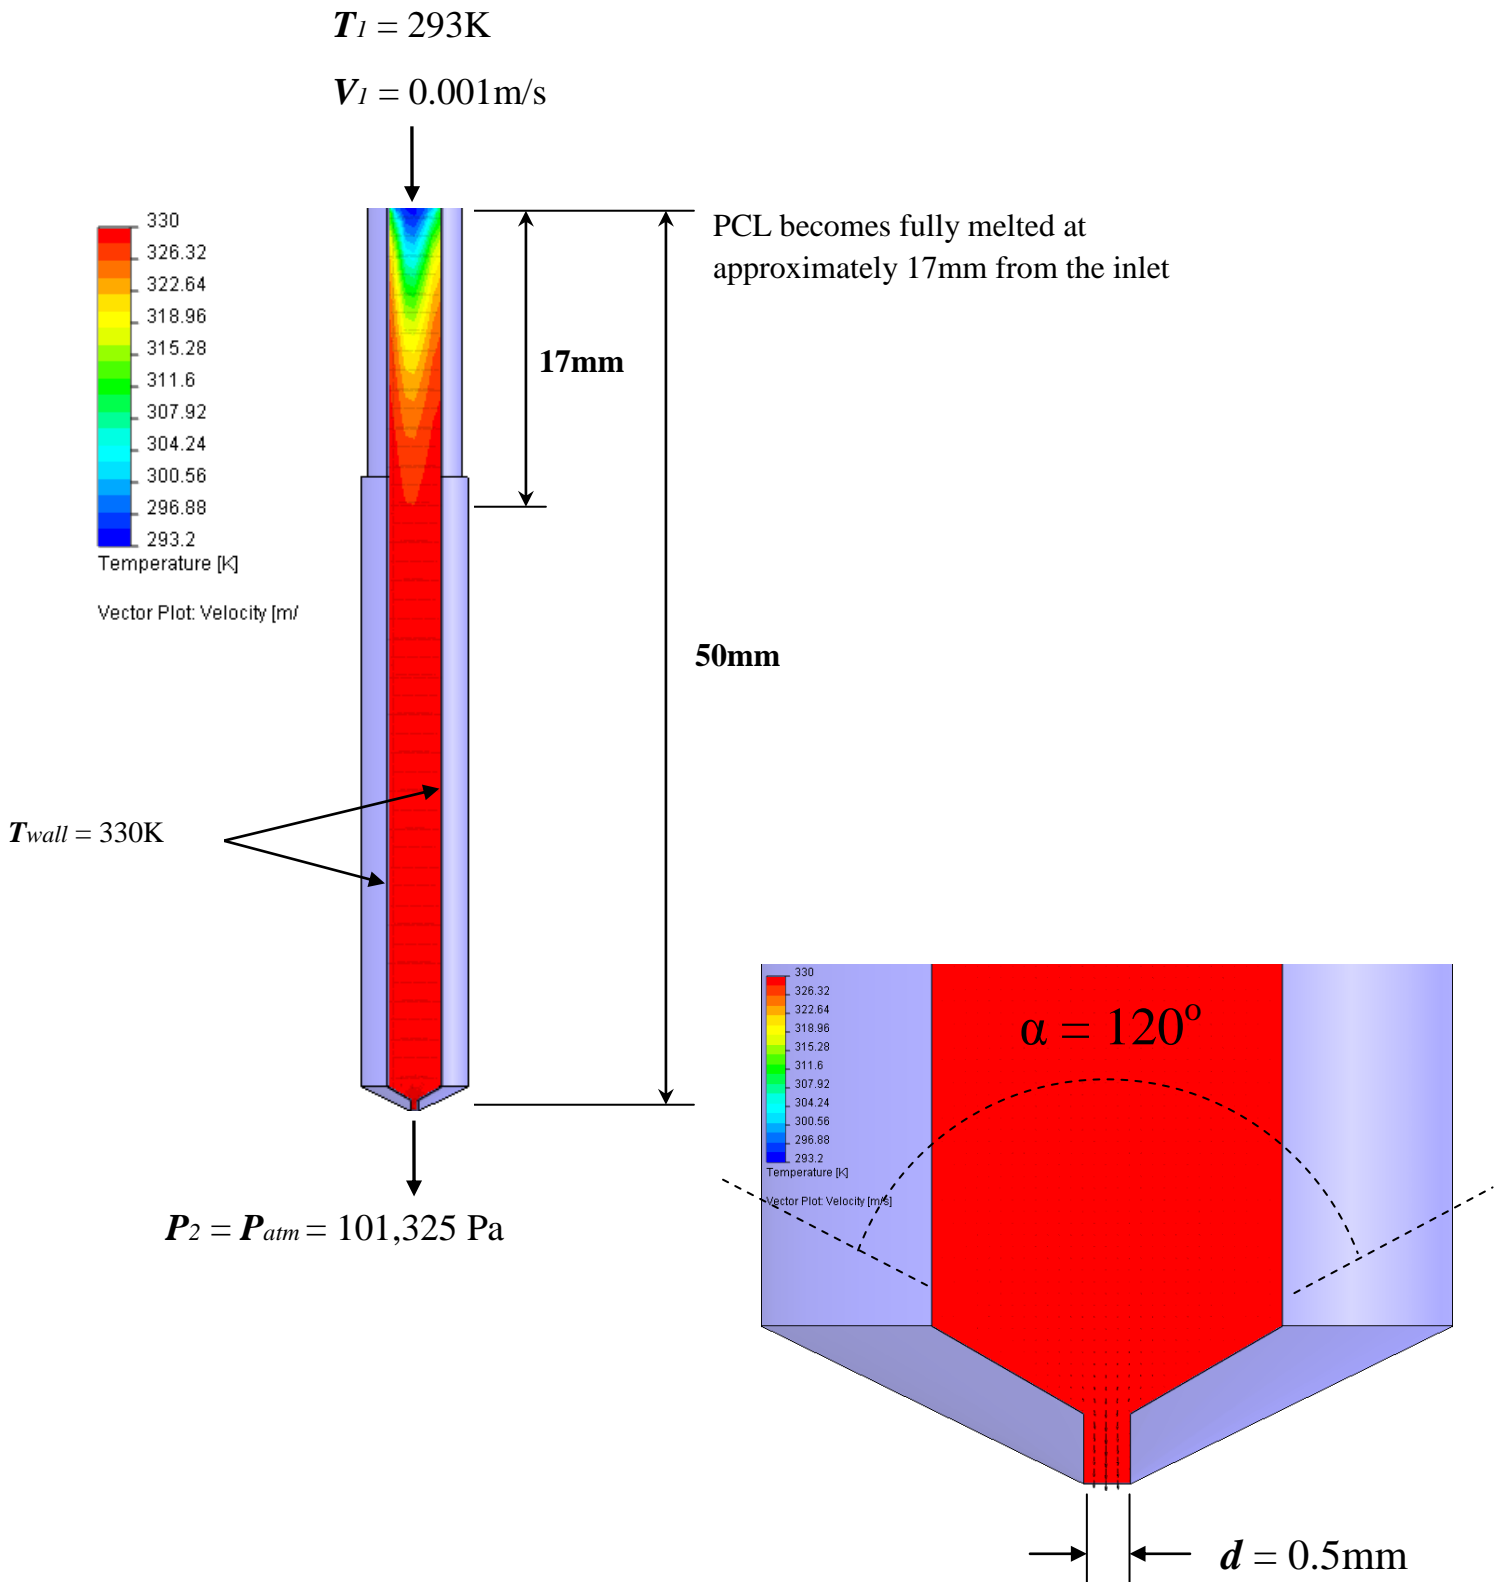 T1 = 293K
V1 = 0.001m/s
330
326.32
322.64
318.96
315.28
311.6
307.92
304.24
300.56
296.88
293.2
Temperature [K]
Vector Plot: Velocity [m/
PCL becomes fully melted at
approximately 17mm from the inlet
17mm
50mm
Twall = 330K
P2 = Patm = 101,325 Pa
330
326.32
322.64
318.96
315.28
311.6
307.92
304.24
300.56
296.88
293.2
Temperature [K]
Vector Plot: Velocity [m/s]
α = 120°
d = 0.5mm